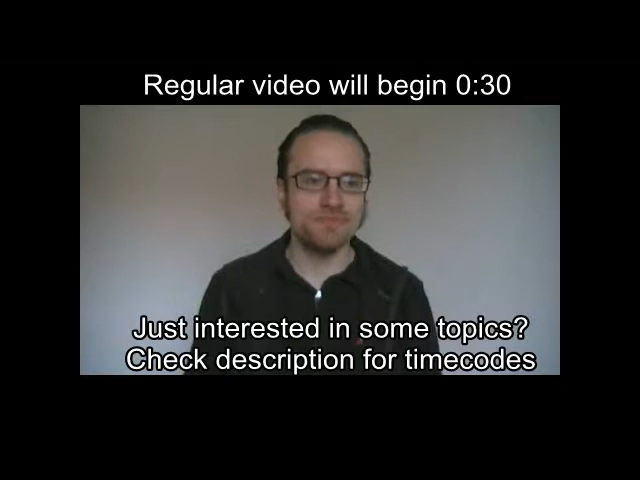 Regular video will begin 0:30
Just interested in some topics?
Check description for timecodes